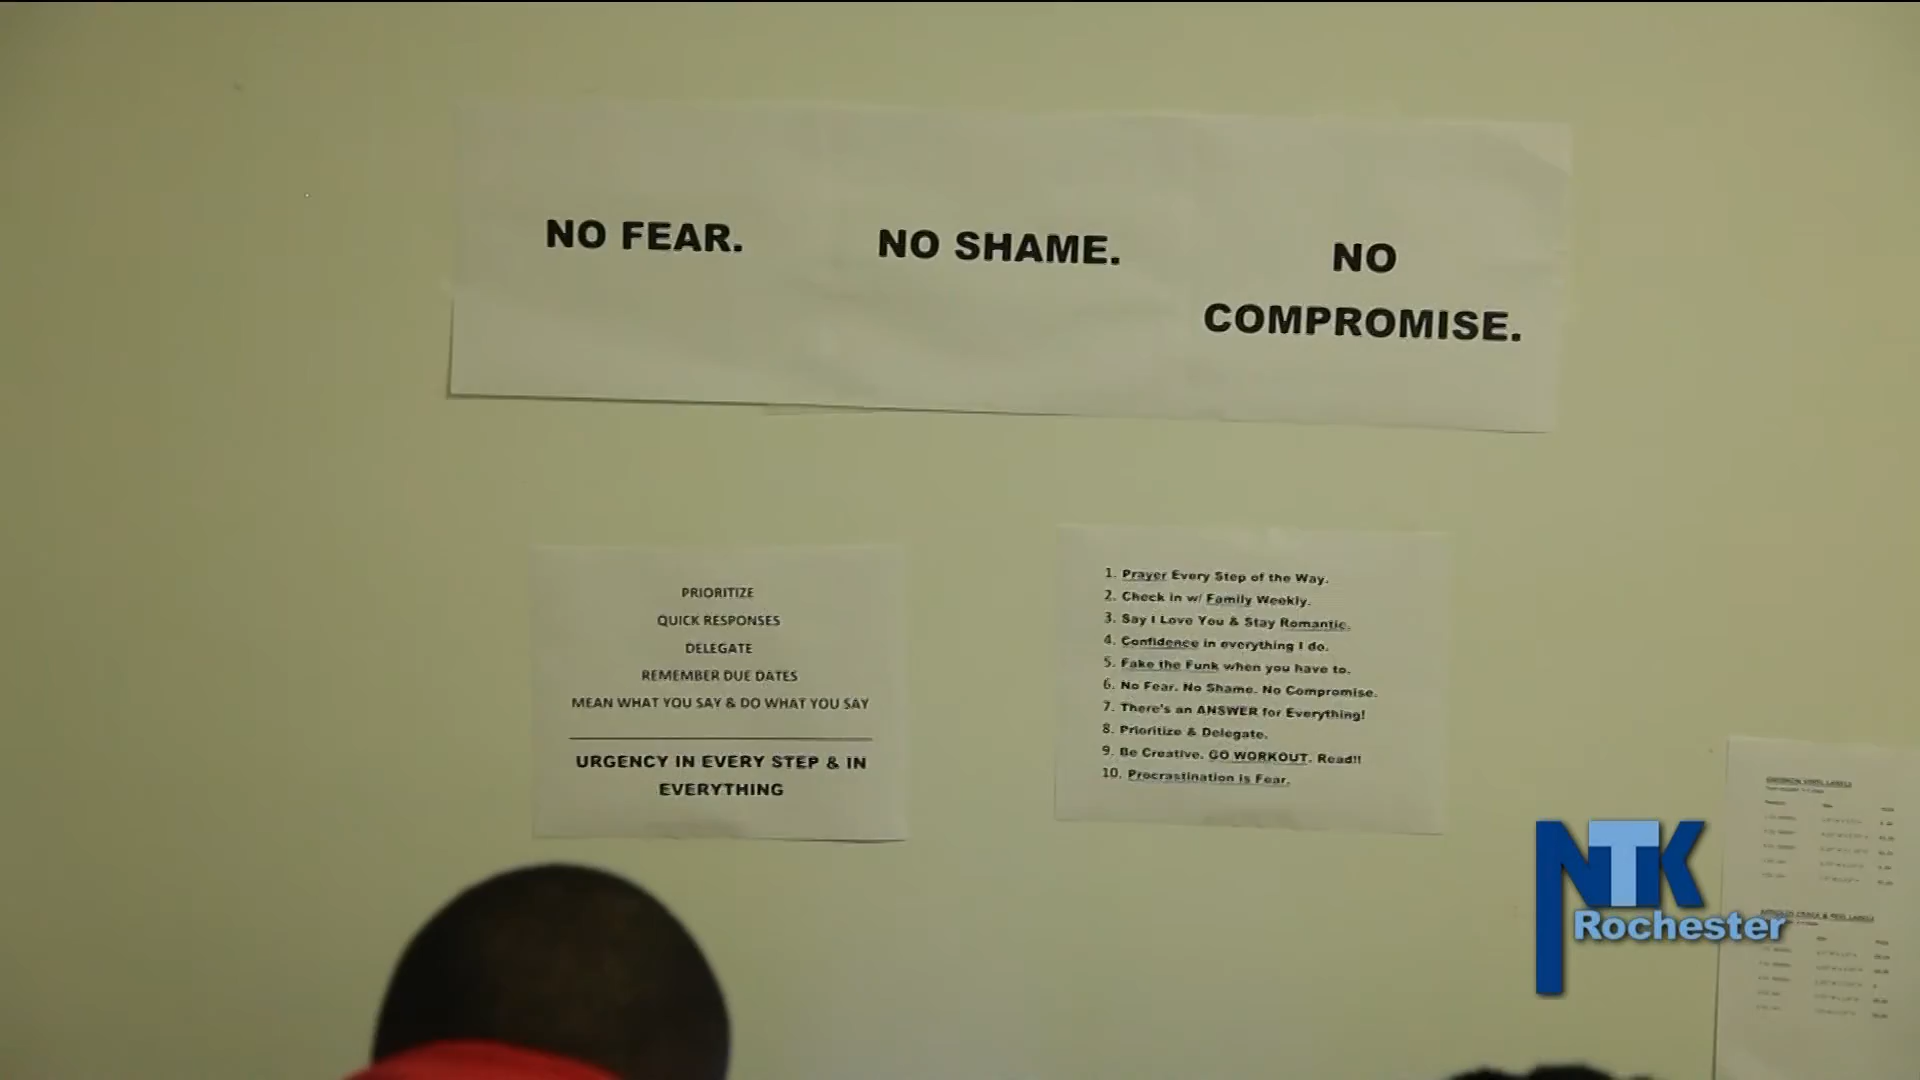 NO FEAR. NO SHAME. NO
COMPROMISE.
PRIORITIZE
QUICK RESPONSES
DELEGATE
REMEMBER DUE DATES
MEAN WHAT YOU SAY & DO WHAT YOU SAY
URGENCY IN EVERY STEP & IN
EVERYTHING
1. Prayer Every Step of the Way.
2. Check in w/ Family Weekly.
3. Say I Love You & Stay Romantic.
4. Confidence in everything I do.
5. Fake the Funk when you have to.
6. No Fear. No Shame. No Compromise.
7. There's an ANSWER for Everything!
8. Prioritize & Delegate.
9. Be Creative. GO WORKOUT. Read!!
10. Procrastination is Fear.
NTK
Rochester